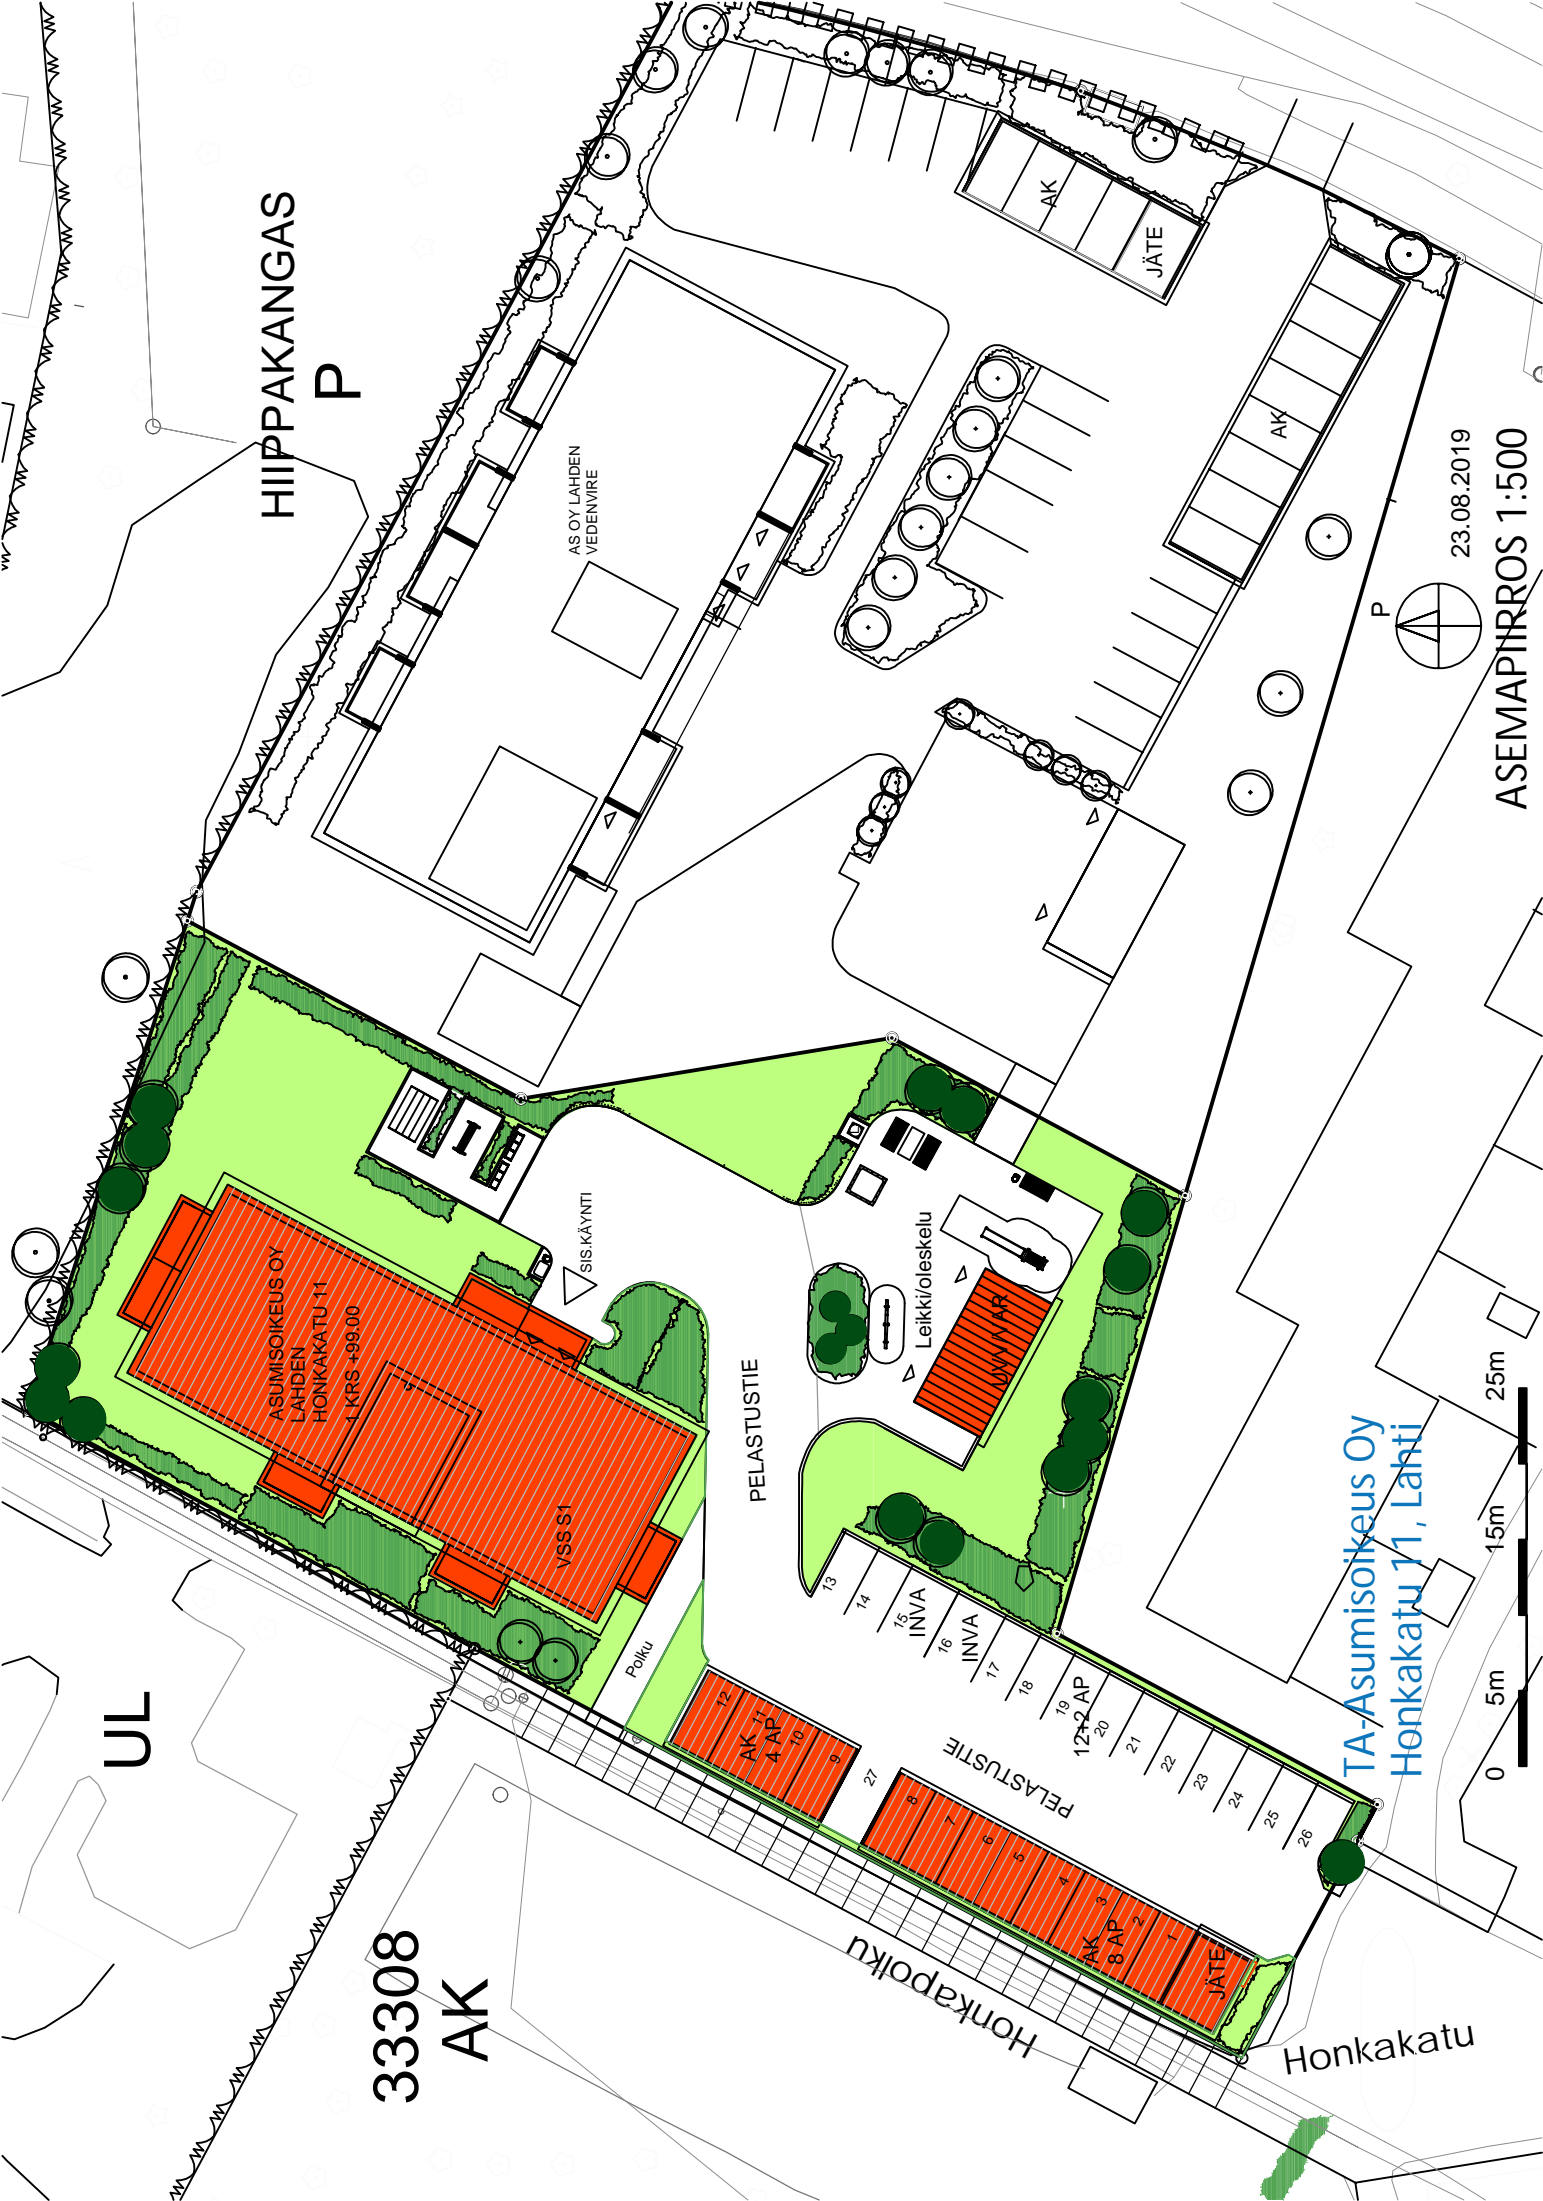 HIIPPAKANGAS
P
UL
33308
AK
AS OY LAHDEN
VEDENVIRE
AK
JÄTE
AK
ASUMISOIKEUS OY
LAHDEN
HONKAKATU 11
1 KRS +99.00
VSS S1
SIS.KÄYNTI
PELASTUSTIE
Leikki/oleskelu
Polku
13
14
15
INVA
16
INVA
17
18
19
12+2 AP
20
21
22
23
24
25
26
12
11
AK
4 AP
10
9
27
8
7
6
5
4
3
2
1
AK
8 AP
JÄTE
PELASTUSTIE
Honkapolku
Honkakatu
P
23.08.2019
ASEMAPIIRROS 1:500
TA-Asumisoikeus Oy
Honkakatu 11, Lahti
0
5m
15m
25m